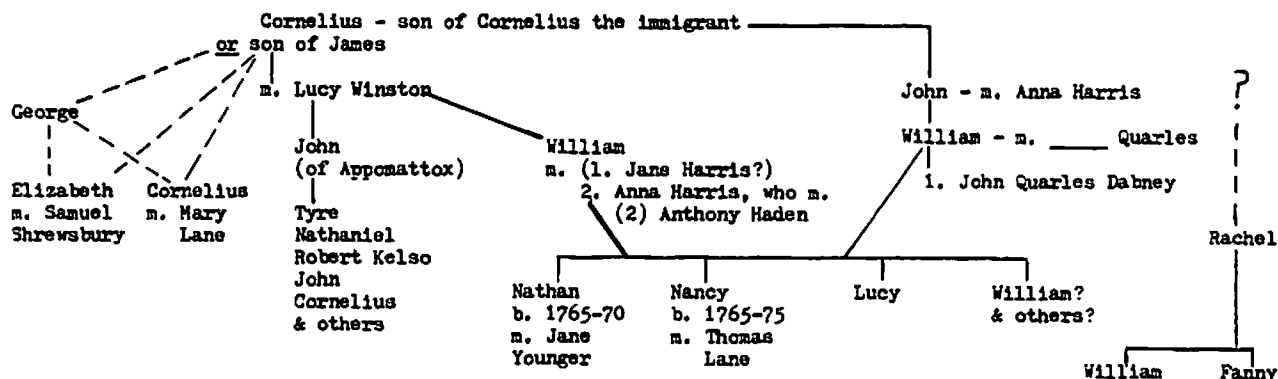 Cornelius - son of Cornelius the immigrant
or son of James
m. Lucy Winston
George
John - m. Anna Harris
?
John
(of Appomattox)
William
m. (1. Jane Harris?)
2. Anna Harris, who m.
(2) Anthony Haden
William - m. ____ Quarles
1. John Quarles Dabney
Elizabeth
m. Samuel
Shrewsbury
Cornelius
m. Mary
Lane
Tyre
Nathaniel
Robert Kelso
John
Cornelius
& others
Rachel
Nathan
b. 1765-70
m. Jane
Younger
Nancy
b. 1765-75
m. Thomas
Lane
Lucy
William?
& others?
William
Fanny